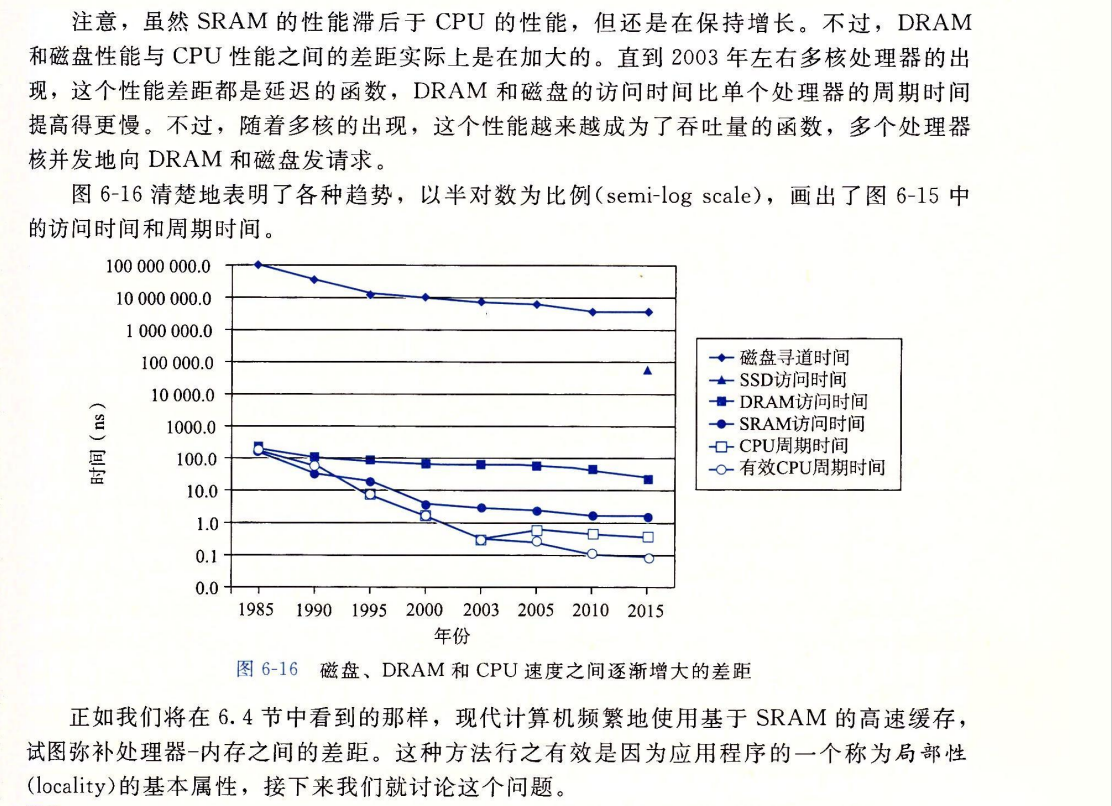 注意，虽然 SRAM 的性能滞后于 CPU 的性能，但还是在保持增长。不过，DRAM
和磁盘性能与 CPU 性能之间的差距实际上是在加大的。直到 2003 年左右多核处理器的出
现，这个性能差距都是延迟的函数，DRAM 和磁盘的访问时间比单个处理器的周期时间
提高得更慢。不过，随着多核的出现，这个性能越来越成为了吞吐量的函数，多个处理器
核并发地向 DRAM 和磁盘发请求。
图 6-16 清楚地表明了各种趋势，以半对数为比例(semi-log scale)，画出了图 6-15 中
的访问时间和周期时间。
100 000 000.0
10 000 000.0
1 000 000.0
100 000.0
10 000.0
1000.0
100.0
10.0
1.0
0.1
0.0
时间（ns）
1985 1990 1995 2000 2003 2005 2010 2015
年份
磁盘寻道时间
SSD访问时间
DRAM访问时间
SRAM访问时间
CPU周期时间
有效CPU周期时间
图 6-16 磁盘、DRAM 和 CPU 速度之间逐渐增大的差距
正如我们将在 6.4 节中看到的那样，现代计算机频繁地使用基于 SRAM 的高速缓存，
试图弥补处理器-内存之间的差距。这种方法行之有效是因为应用程序的一个称为局部性
(locality)的基本属性，接下来我们就讨论这个问题。